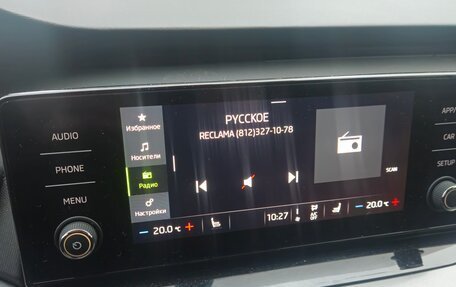 AUDIO
PHONE
MENU
Избранное
Носители
Радио
Настройки
РУССКОЕ
RECLAMA (812)327-10-78
SCAN
20.0 °C
10:27
20.0 °C
APP/
CAR
SETUP